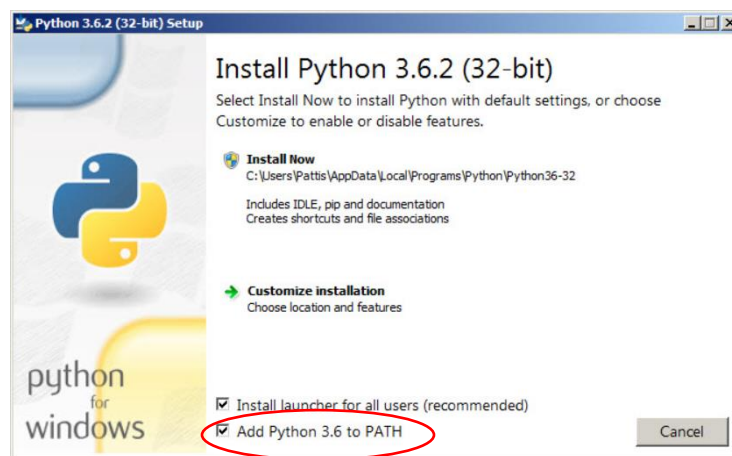 Python 3.6.2 (32-bit) Setup
Install Python 3.6.2 (32-bit)
Select Install Now to install Python with default settings, or choose
Customize to enable or disable features.
Install Now
C:\Users\Pattis\AppData\Local\Programs\Python\Python36-32
Includes IDLE, pip and documentation
Creates shortcuts and file associations
Customize installation
Choose location and features
python
for
windows
Install launcher for all users (recommended)
Add Python 3.6 to PATH
Cancel